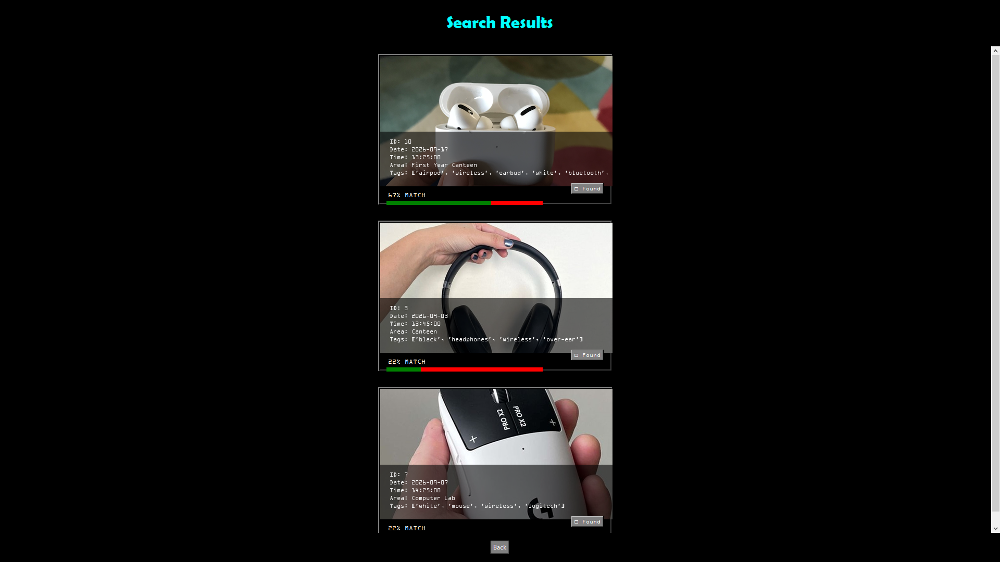 Search Results
ID: 10
Date: 2026-09-17
Time: 13:25:00
Area: First Year Canteen
Tags: ['airpod', 'wireless', 'earbud', 'white', 'bluetooth',
□ Found
67% MATCH
ID: 3
Date: 2026-09-03
Time: 13:45:00
Area: Canteen
Tags: ['black', 'headphones', 'wireless', 'over-ear']
□ Found
22% MATCH
PRO X2
PRO X2
ID: 7
Date: 2026-09-07
Time: 14:25:00
Area: Computer Lab
Tags: ['white', 'mouse', 'wireless', 'logitech']
□ Found
22% MATCH
Back